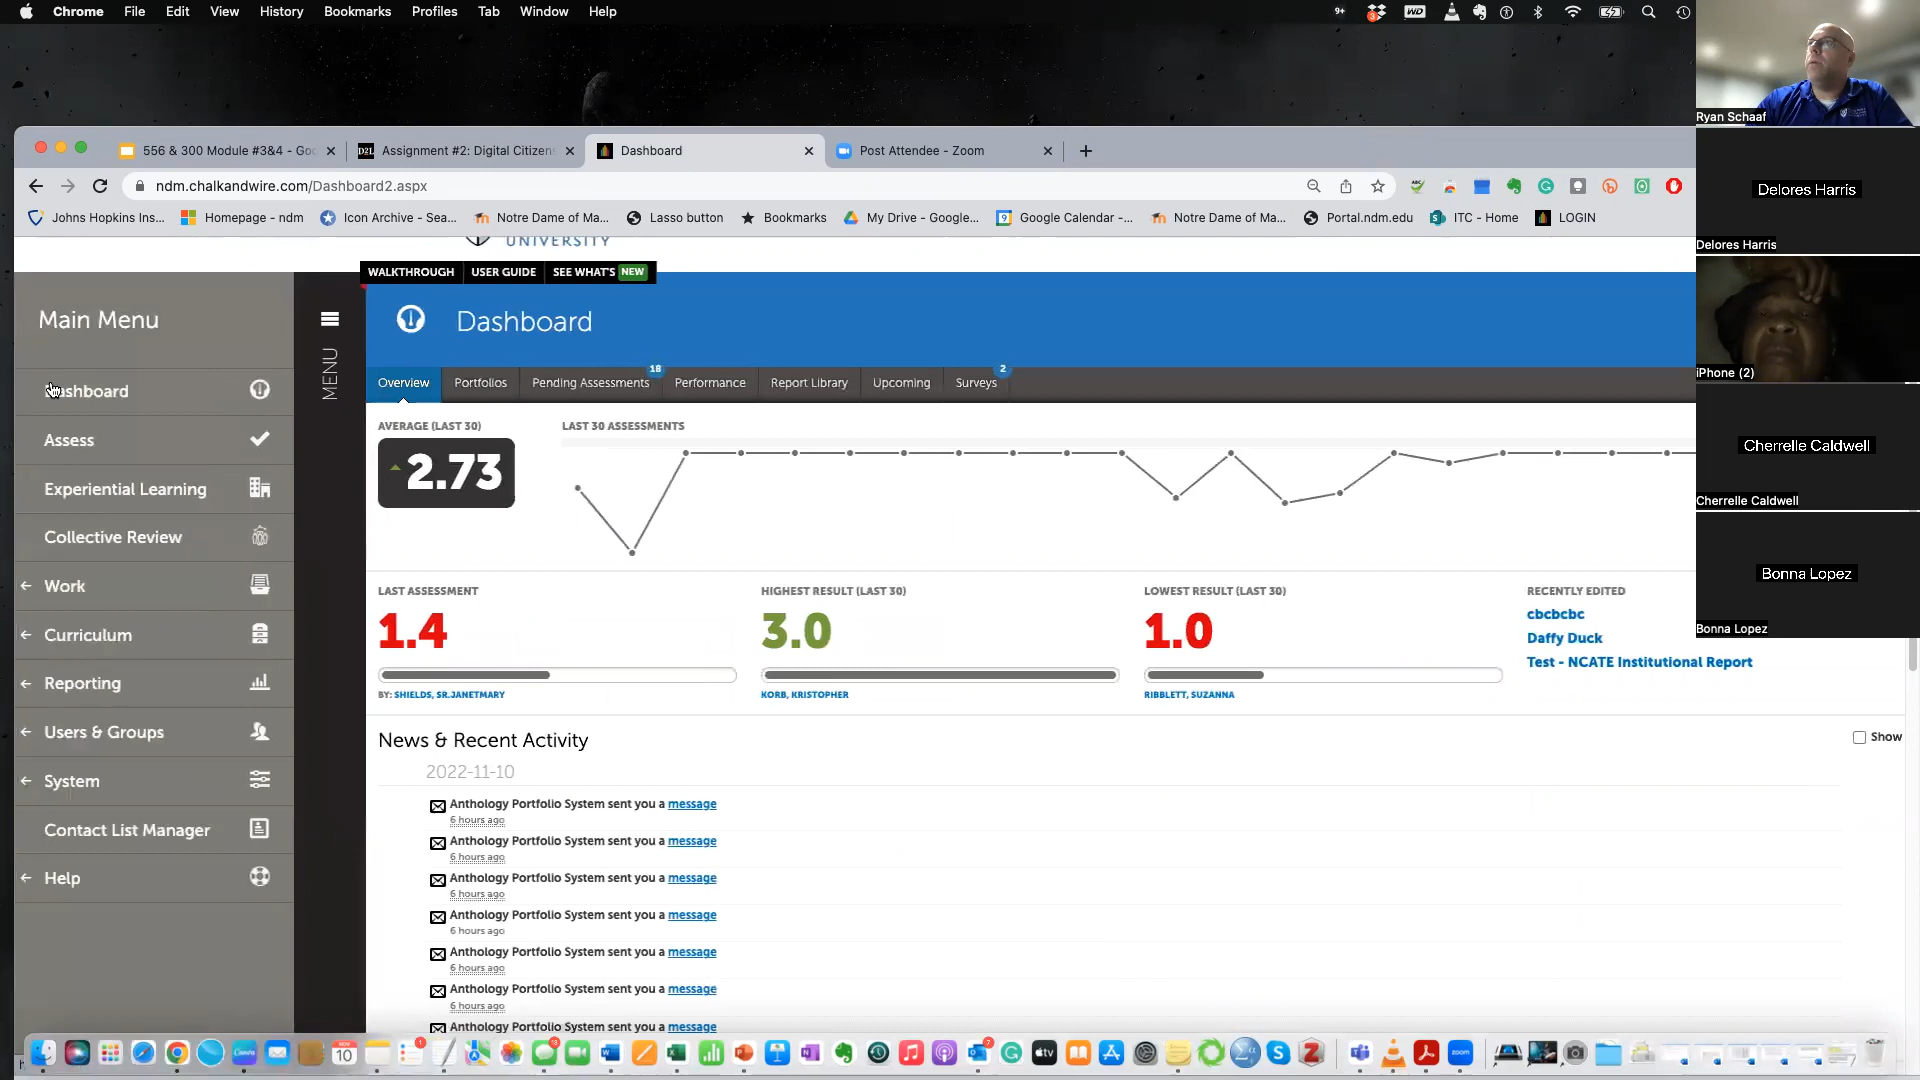 Chrome File Edit View History Bookmarks Profiles Tab Window Help
9+
3
WD
Ryan Schaaf
Delores Harris
Delores Harris
iPhone (2)
Cherrelle Caldwell
Cherrelle Caldwell
Bonna Lopez
Bonna Lopez
556 & 300 Module #3&4 - Goo
D2L Assignment #2: Digital Citizen
Dashboard
Post Attendee - Zoom
ndm.chalkandwire.com/Dashboard2.aspx
Johns Hopkins Ins...
Homepage - ndm
Icon Archive - Sea...
Notre Dame of Ma...
Lasso button
Bookmarks
My Drive - Google...
Google Calendar -...
Notre Dame of Ma...
Portal.ndm.edu
ITC - Home
LOGIN
UNIVERSITY
WALKTHROUGH
USER GUIDE
SEE WHAT'S NEW
Main Menu
MENU
Dashboard
Assess
Experiential Learning
Collective Review
Work
Curriculum
Reporting
Users & Groups
System
Contact List Manager
Help
Dashboard
Overview
Portfolios
Pending Assessments 18
Performance
Report Library
Upcoming
Surveys 2
AVERAGE (LAST 30)
2.73
LAST 30 ASSESSMENTS
LAST ASSESSMENT
1.4
BY: SHIELDS, SR.JANETMARY
HIGHEST RESULT (LAST 30)
3.0
KORB, KRISTOPHER
LOWEST RESULT (LAST 30)
1.0
RIBBLETT, SUZANNA
RECENTLY EDITED
cbcbcbc
Daffy Duck
Test - NCATE Institutional Report
News & Recent Activity
Show
2022-11-10
Anthology Portfolio System sent you a message
6 hours ago
Anthology Portfolio System sent you a message
6 hours ago
Anthology Portfolio System sent you a message
6 hours ago
Anthology Portfolio System sent you a message
6 hours ago
Anthology Portfolio System sent you a message
6 hours ago
Anthology Portfolio System sent you a message
6 hours ago
Anthology Portfolio System sent you a message
NOV
10
tv
zoom